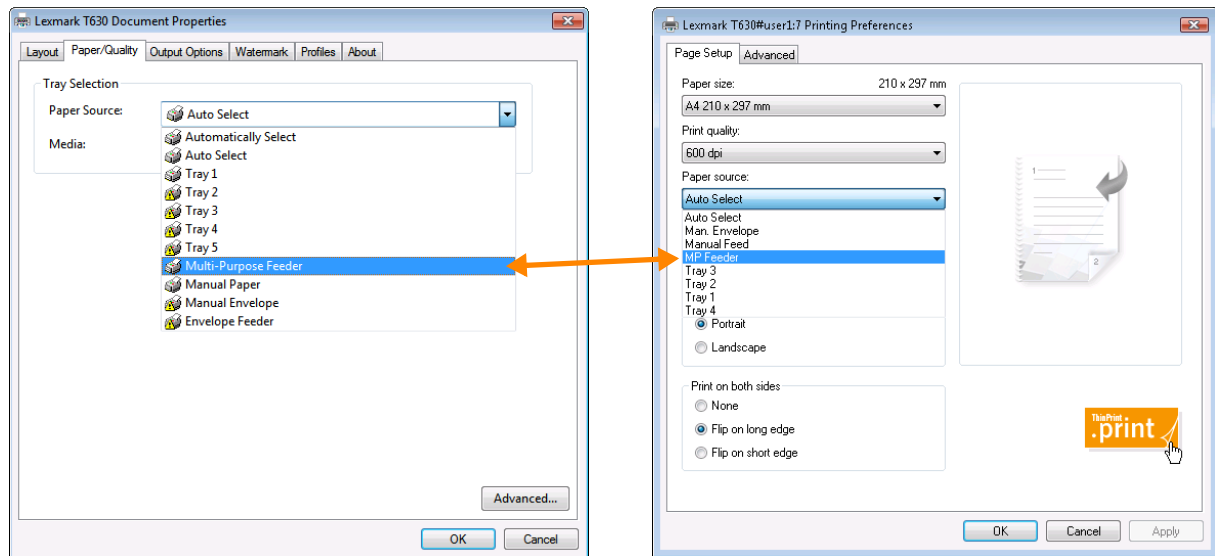 Lexmark T630 Document Properties
Layout
Paper/Quality
Output Options
Watermark
Profiles
About
Tray Selection
Paper Source:
Auto Select
Media:
Automatically Select
Auto Select
Tray 1
Tray 2
Tray 3
Tray 4
Tray 5
Multi-Purpose Feeder
Manual Paper
Manual Envelope
Envelope Feeder
Advanced...
OK
Cancel
Lexmark T630#user1:7 Printing Preferences
Page Setup
Advanced
Paper size:
210 x 297 mm
A4 210 x 297 mm
Print quality:
600 dpi
Paper source:
Auto Select
Auto Select
Man. Envelope
Manual Feed
MP Feeder
Tray 3
Tray 2
Tray 1
Tray 4
Portrait
Landscape
1
2
Print on both sides
None
Flip on long edge
Flip on short edge
ThinPrint
.print
OK
Cancel
Apply